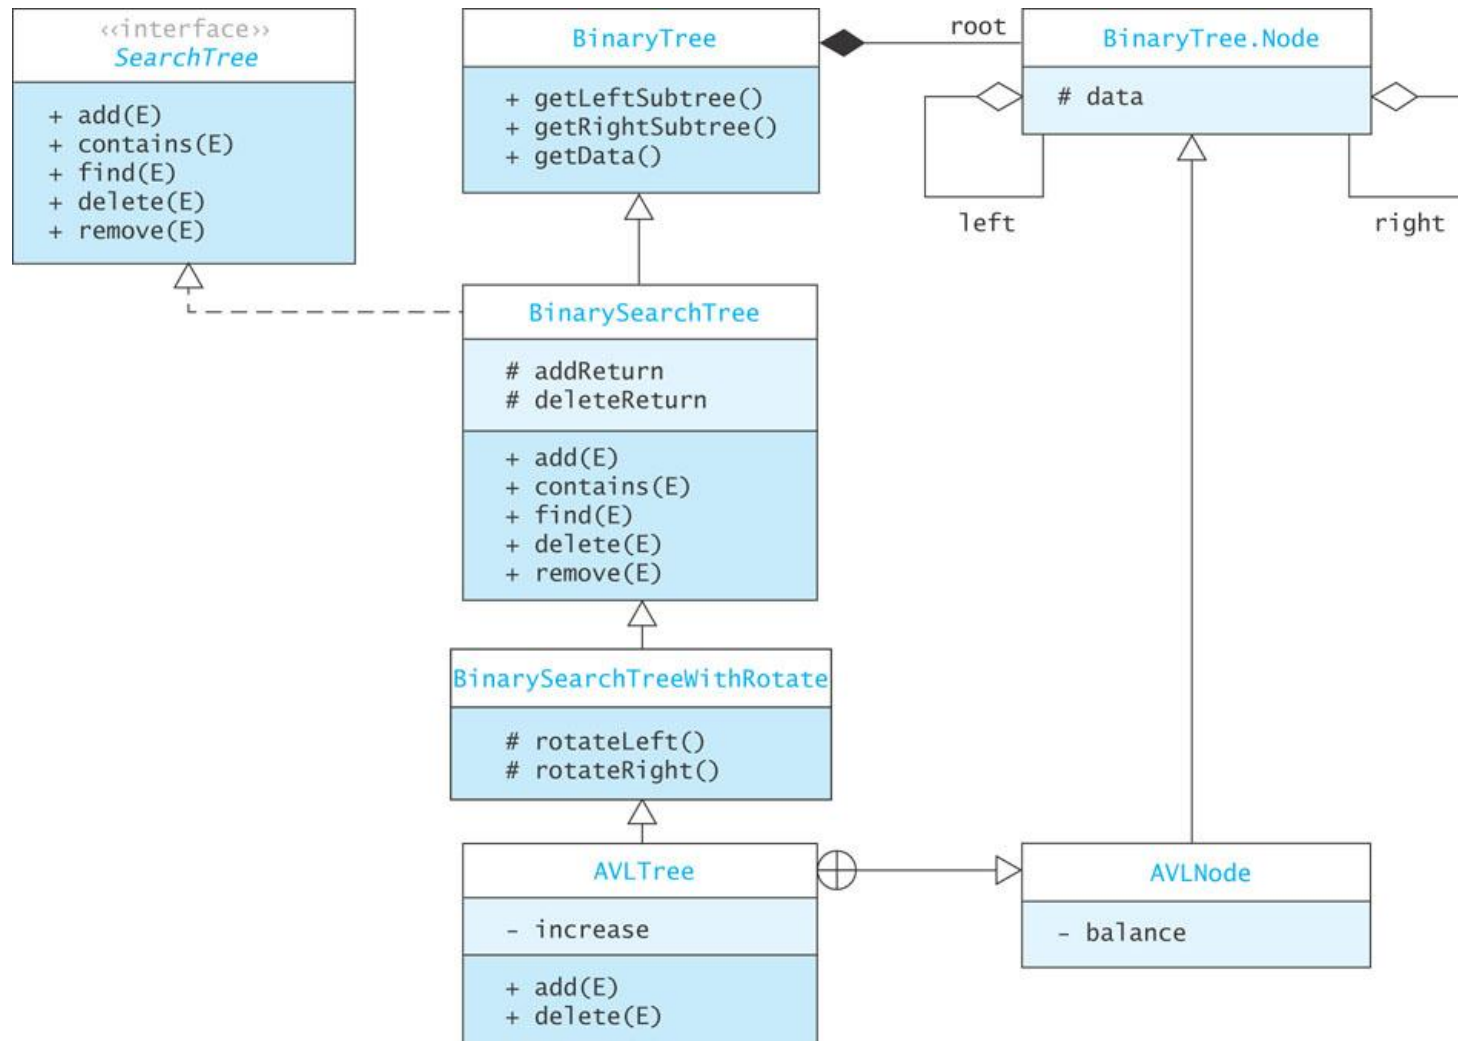 ‹‹interface››
SearchTree
+ add(E)
+ contains(E)
+ find(E)
+ delete(E)
+ remove(E)
BinaryTree
+ getLeftSubtree()
+ getRightSubtree()
+ getData()
root
BinaryTree.Node
# data
left
right
BinarySearchTree
# addReturn
# deleteReturn
+ add(E)
+ contains(E)
+ find(E)
+ delete(E)
+ remove(E)
BinarySearchTreeWithRotate
# rotateLeft()
# rotateRight()
AVLTree
- increase
+ add(E)
+ delete(E)
AVLNode
- balance